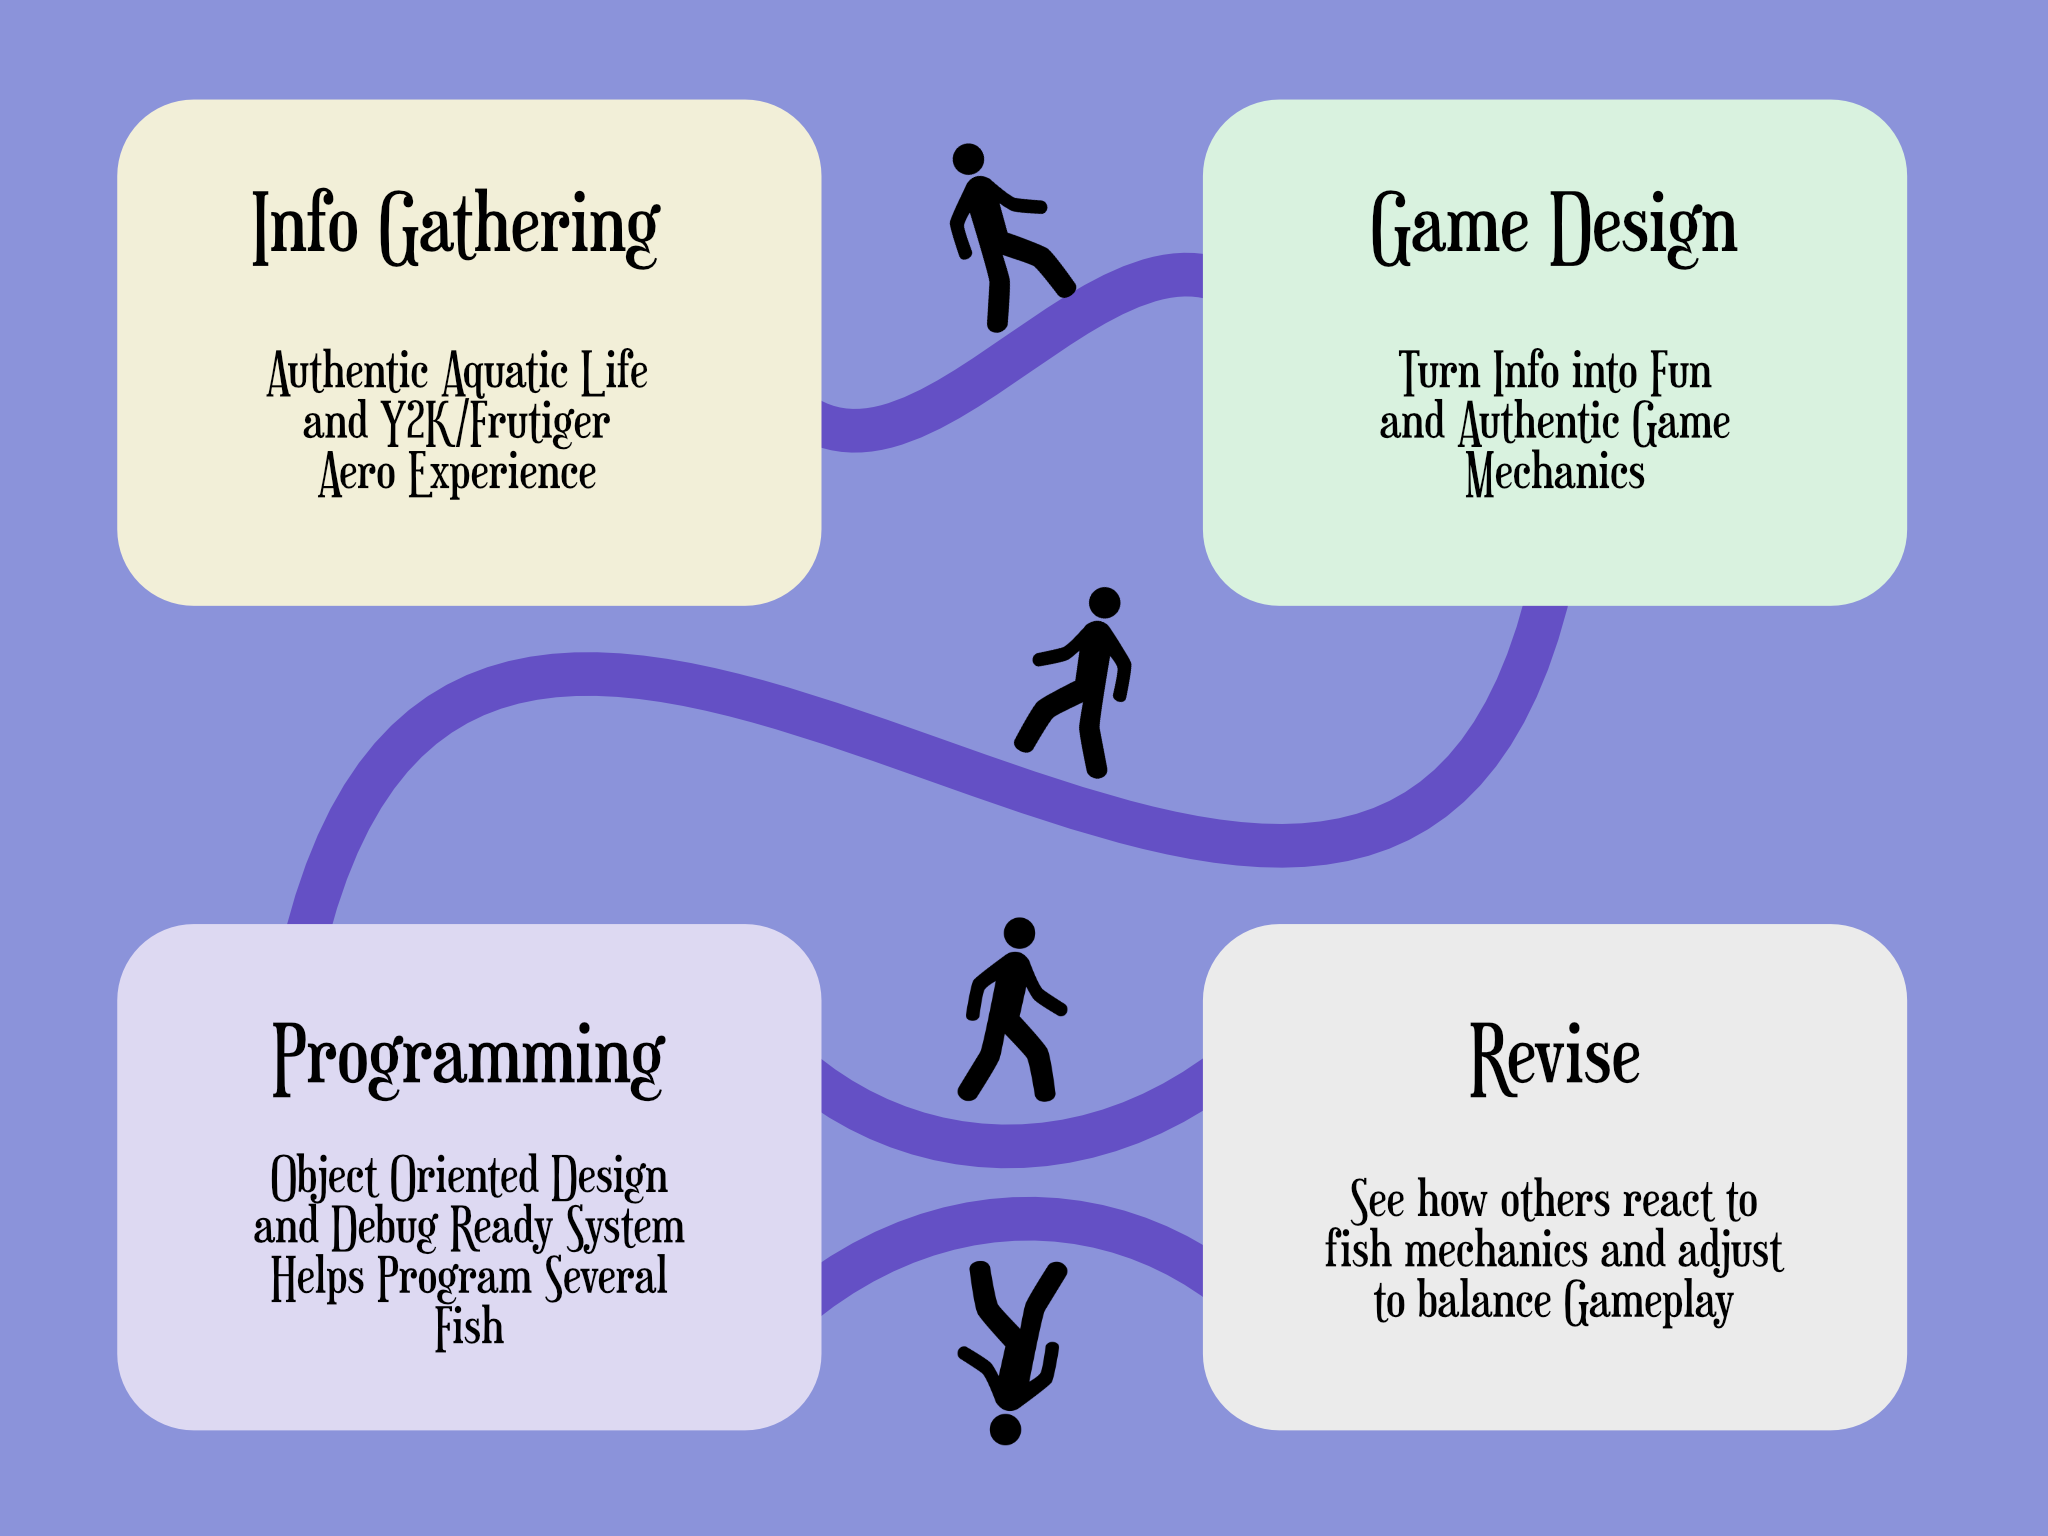 Info Gathering
Authentic Aquatic Life
and Y2K/Frutiger
Aero Experience
Game Design
Turn Info into Fun
and Authentic Game
Mechanics
Programming
Object Oriented Design
and Debug Ready System
Helps Program Several
Fish
Revise
See how others react to
fish mechanics and adjust
to balance Gameplay